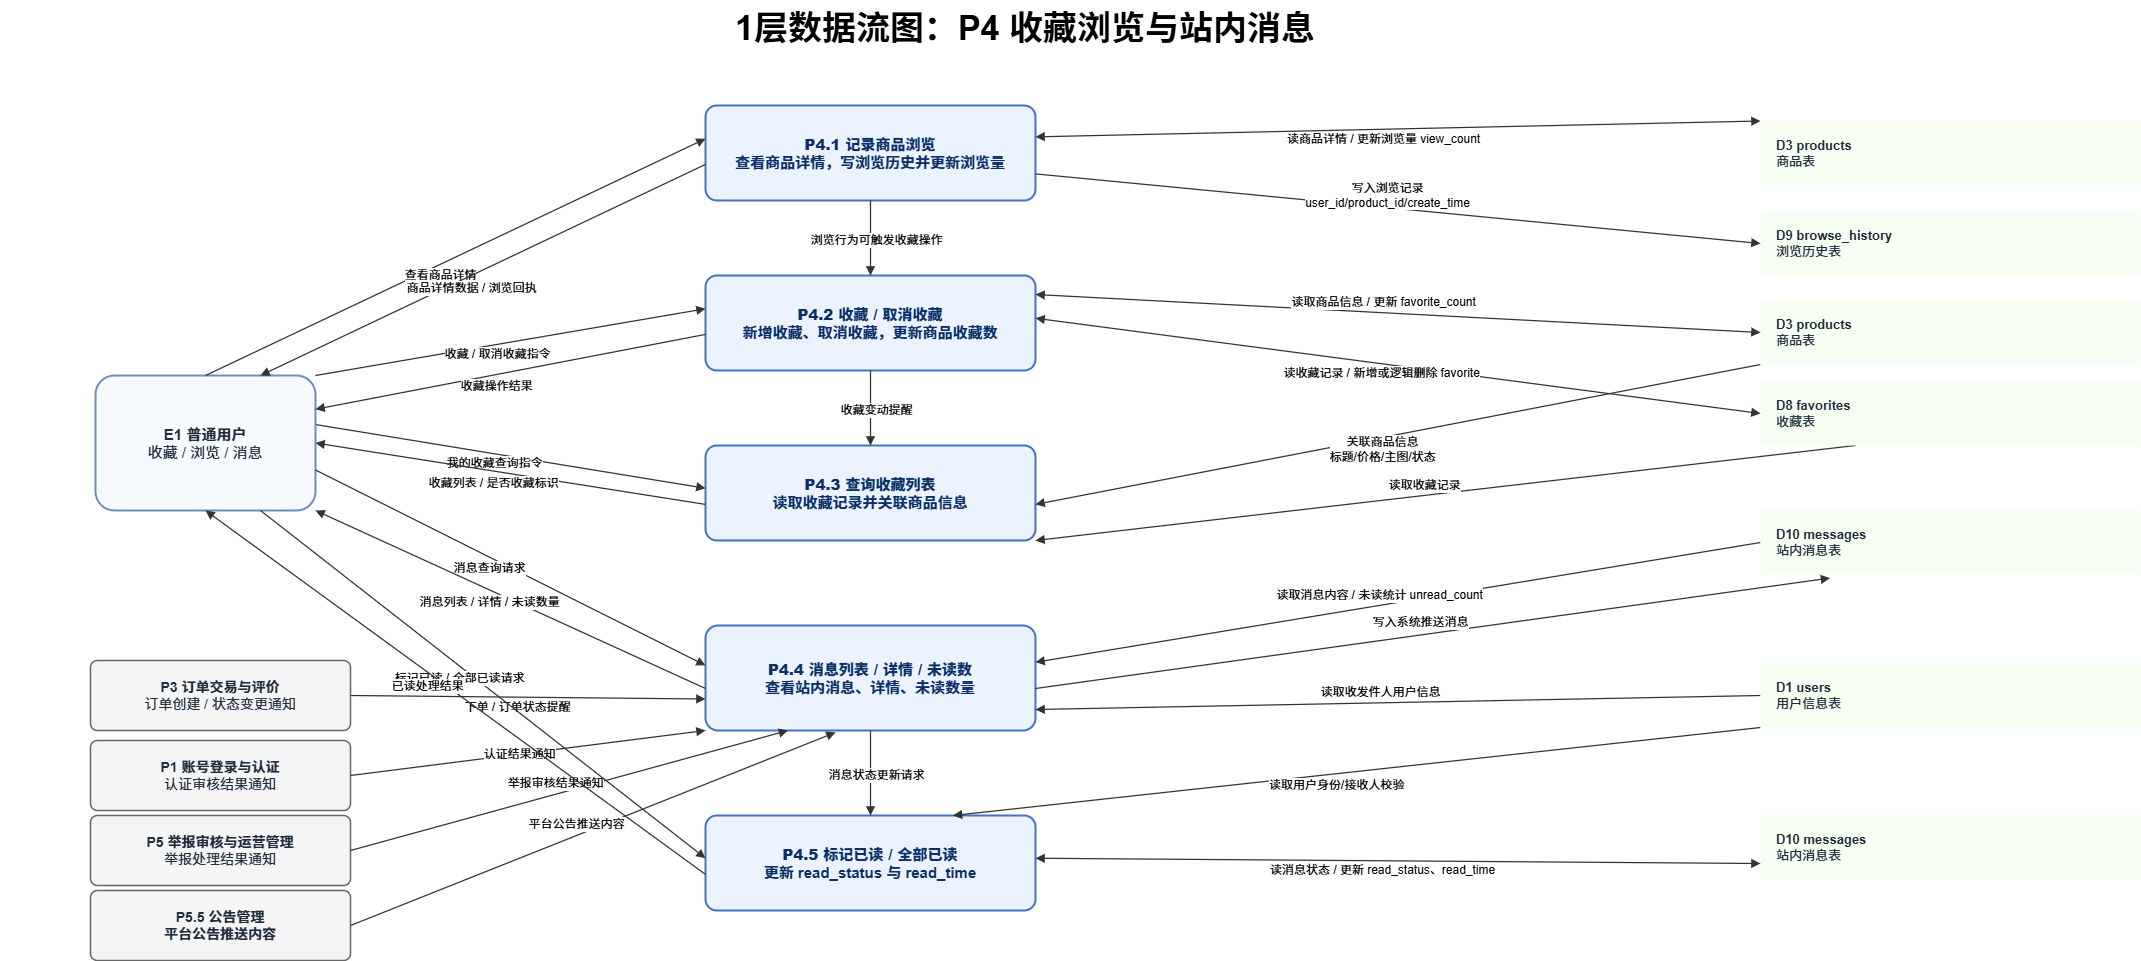 1层数据流图：P4 收藏浏览与站内消息
P4.1 记录商品浏览
查看商品详情，写浏览历史并更新浏览量
读商品详情 / 更新浏览量 view_count
D3 products
商品表
写入浏览记录
user_id/product_id/create_time
D9 browse_history
浏览历史表
浏览行为可触发收藏操作
查看商品详情
商品详情数据 / 浏览回执
P4.2 收藏 / 取消收藏
新增收藏、取消收藏，更新商品收藏数
读取商品信息 / 更新 favorite_count
D3 products
商品表
收藏 / 取消收藏指令
收藏操作结果
读收藏记录 / 新增或逻辑删除 favorite
收藏变动提醒
D8 favorites
收藏表
E1 普通用户
收藏 / 浏览 / 消息
关联商品信息
标题/价格/主图/状态
我的收藏查询指令
收藏列表 / 是否收藏标识
P4.3 查询收藏列表
读取收藏记录并关联商品信息
读取收藏记录
D10 messages
站内消息表
消息查询请求
消息列表 / 详情 / 未读数量
读取消息内容 / 未读统计 unread_count
写入系统推送消息
P4.4 消息列表 / 详情 / 未读数
查看站内消息、详情、未读数量
标记已读 / 全部已读请求
已读处理结果
P3 订单交易与评价
订单创建 / 状态变更通知
下单 / 订单状态提醒
读取收发件人用户信息
D1 users
用户信息表
认证结果通知
P1 账号登录与认证
认证审核结果通知
举报审核结果通知
消息状态更新请求
读取用户身份/接收人校验
平台公告推送内容
P5 举报审核与运营管理
举报处理结果通知
P4.5 标记已读 / 全部已读
更新 read_status 与 read_time
读消息状态 / 更新 read_status、read_time
D10 messages
站内消息表
P5.5 公告管理
平台公告推送内容